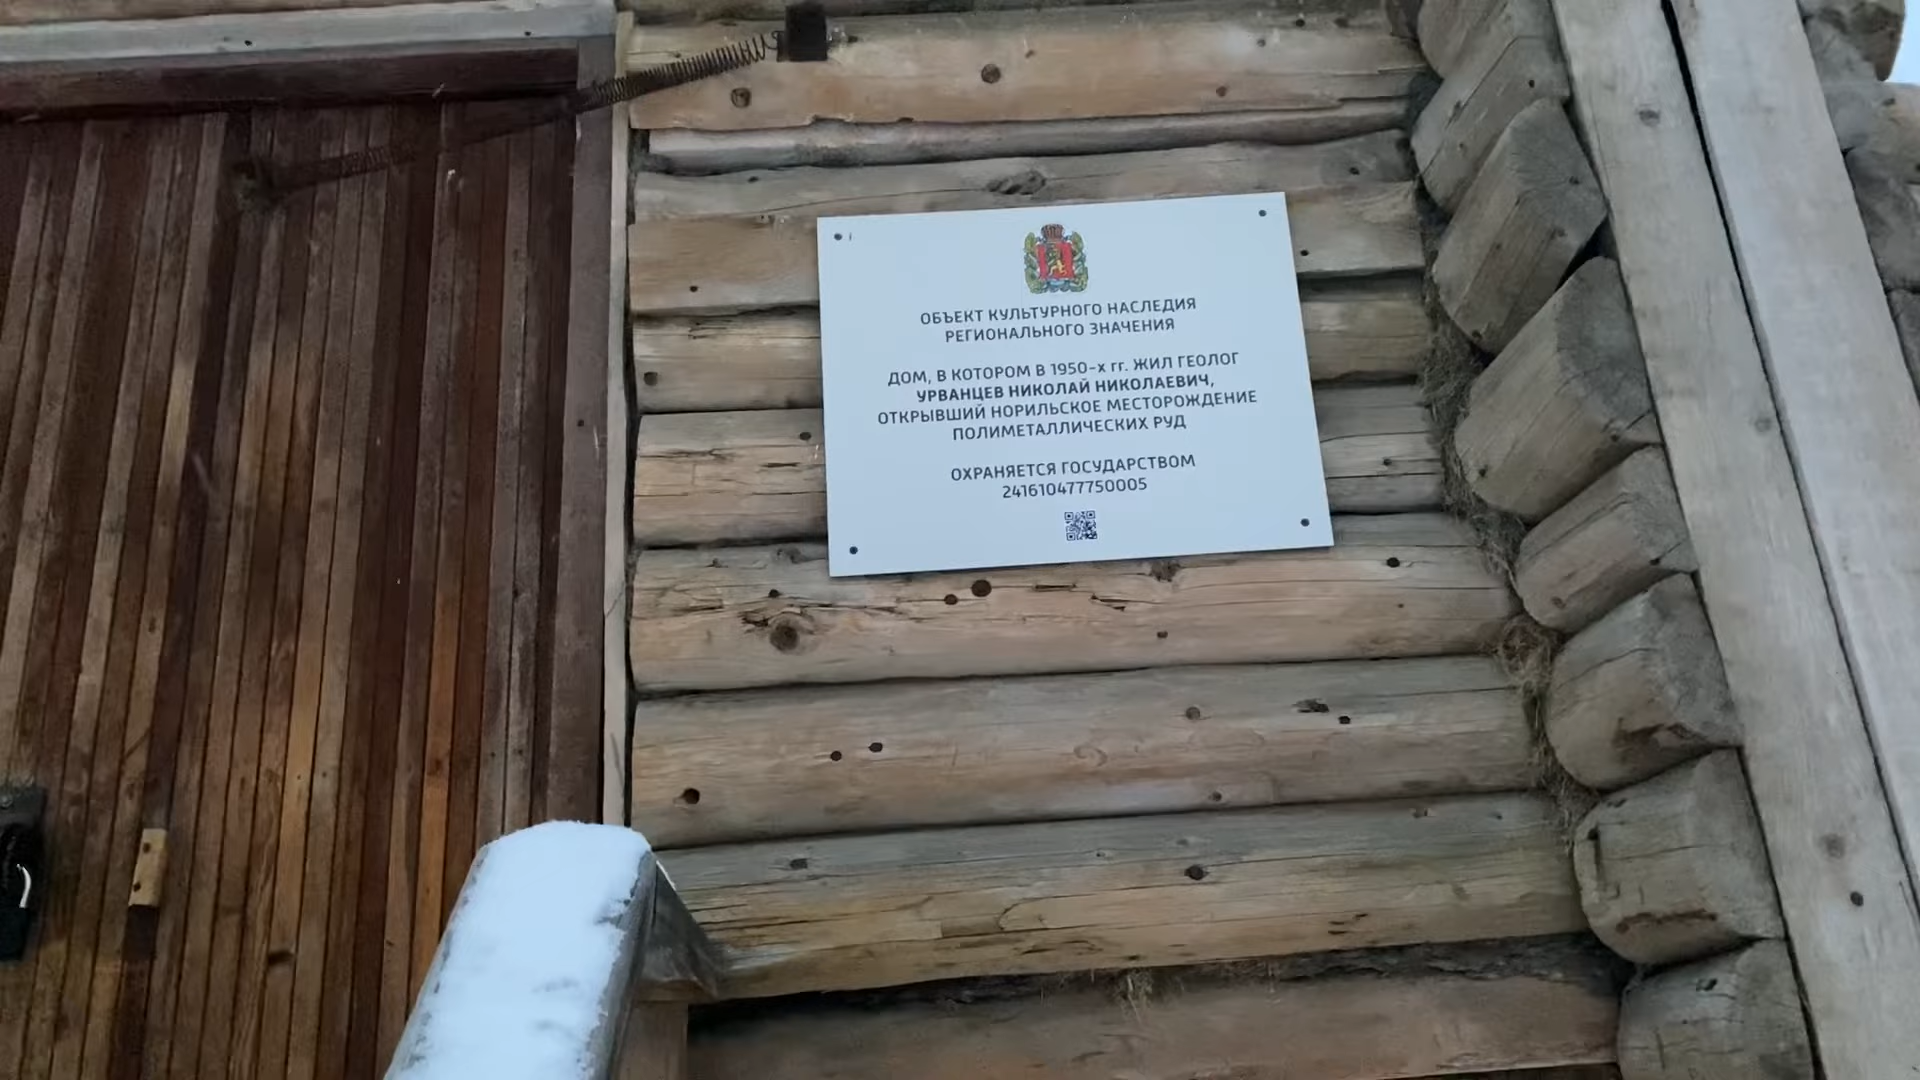 ОБЪЕКТ КУЛЬТУРНОГО НАСЛЕДИЯ
РЕГИОНАЛЬНОГО ЗНАЧЕНИЯ
ДОМ, В КОТОРОМ В 1950-х гг. ЖИЛ ГЕОЛОГ
УРВАНЦЕВ НИКОЛАЙ НИКОЛАЕВИЧ,
ОТКРЫВШИЙ НОРИЛЬСКОЕ МЕСТОРОЖДЕНИЕ
ПОЛИМЕТАЛЛИЧЕСКИХ РУД
ОХРАНЯЕТСЯ ГОСУДАРСТВОМ
241610477750005